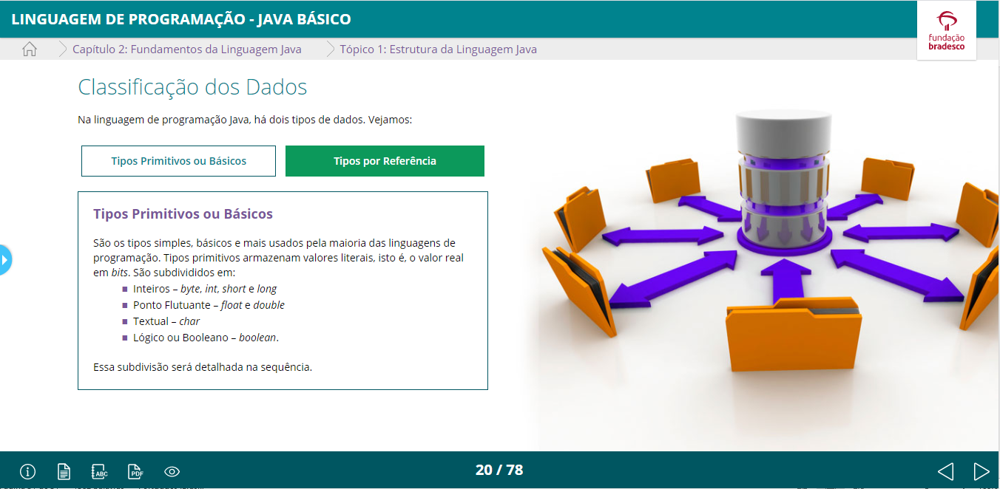 LINGUAGEM DE PROGRAMAÇÃO - JAVA BÁSICO
fundação
bradesco
Capítulo 2: Fundamentos da Linguagem Java
Tópico 1: Estrutura da Linguagem Java
Classificação dos Dados
Na linguagem de programação Java, há dois tipos de dados. Vejamos:
Tipos Primitivos ou Básicos
Tipos por Referência
Tipos Primitivos ou Básicos
São os tipos simples, básicos e mais usados pela maioria das linguagens de
programação. Tipos primitivos armazenam valores literais, isto é, o valor real
em bits. São subdivididos em:
Inteiros – byte, int, short e long
Ponto Flutuante – float e double
Textual – char
Lógico ou Booleano – boolean.
Essa subdivisão será detalhada na sequência.
ABC
PDF
20 / 78